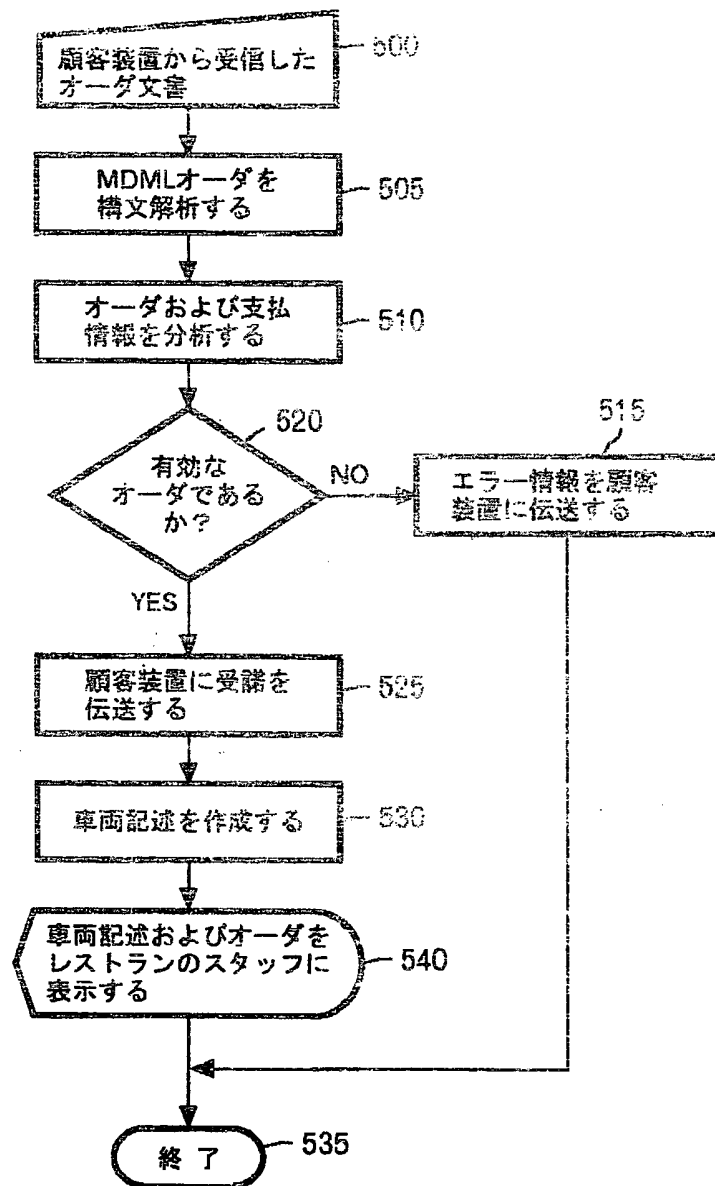 顧客装置から受信した
オーダ文書
500
MDMLオーダを
構文解析する
505
オーダおよび支払
情報を分析する
510
520
有効な
オーダである
か?
NO
515
エラー情報を顧客
装置に伝送する
YES
顧客装置に受諾を
伝送する
525
車両記述を作成する
530
車両記述およびオーダを
レストランのスタッフに
表示する
540
終了
535